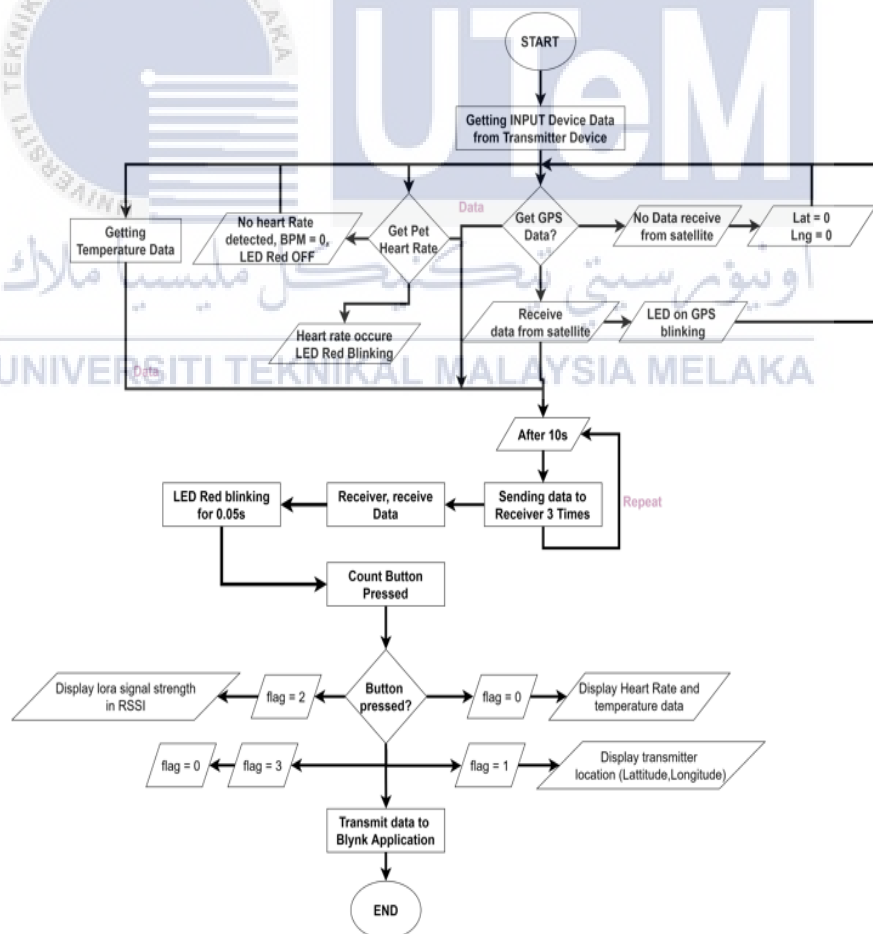 UTeM
UNIVERSITI TEKNIKAL MALAYSIA MELAKA
اونيۏرسيتي تيكنيكل مليسيا ملاك
START
Getting INPUT Device Data
from Transmitter Device
Getting
Temperature Data
No heart Rate
detected, BPM = 0,
LED Red OFF
Get Pet
Heart Rate
Data
Get GPS
Data?
No Data receive
from satellite
Lat = 0
Lng = 0
Heart rate occure
LED Red Blinking
Receive
data from satellite
LED on GPS
blinking
Data
After 10s
LED Red blinking
for 0.05s
Receiver, receive
Data
Sending data to
Receiver 3 Times
Repeat
Count Button
Pressed
Display lora signal strength
in RSSI
flag = 2
Button
pressed?
flag = 0
Display Heart Rate and
temperature data
flag = 0
flag = 3
flag = 1
Display transmitter
location (Lattitude,Longitude)
Transmit data to
Blynk Application
END